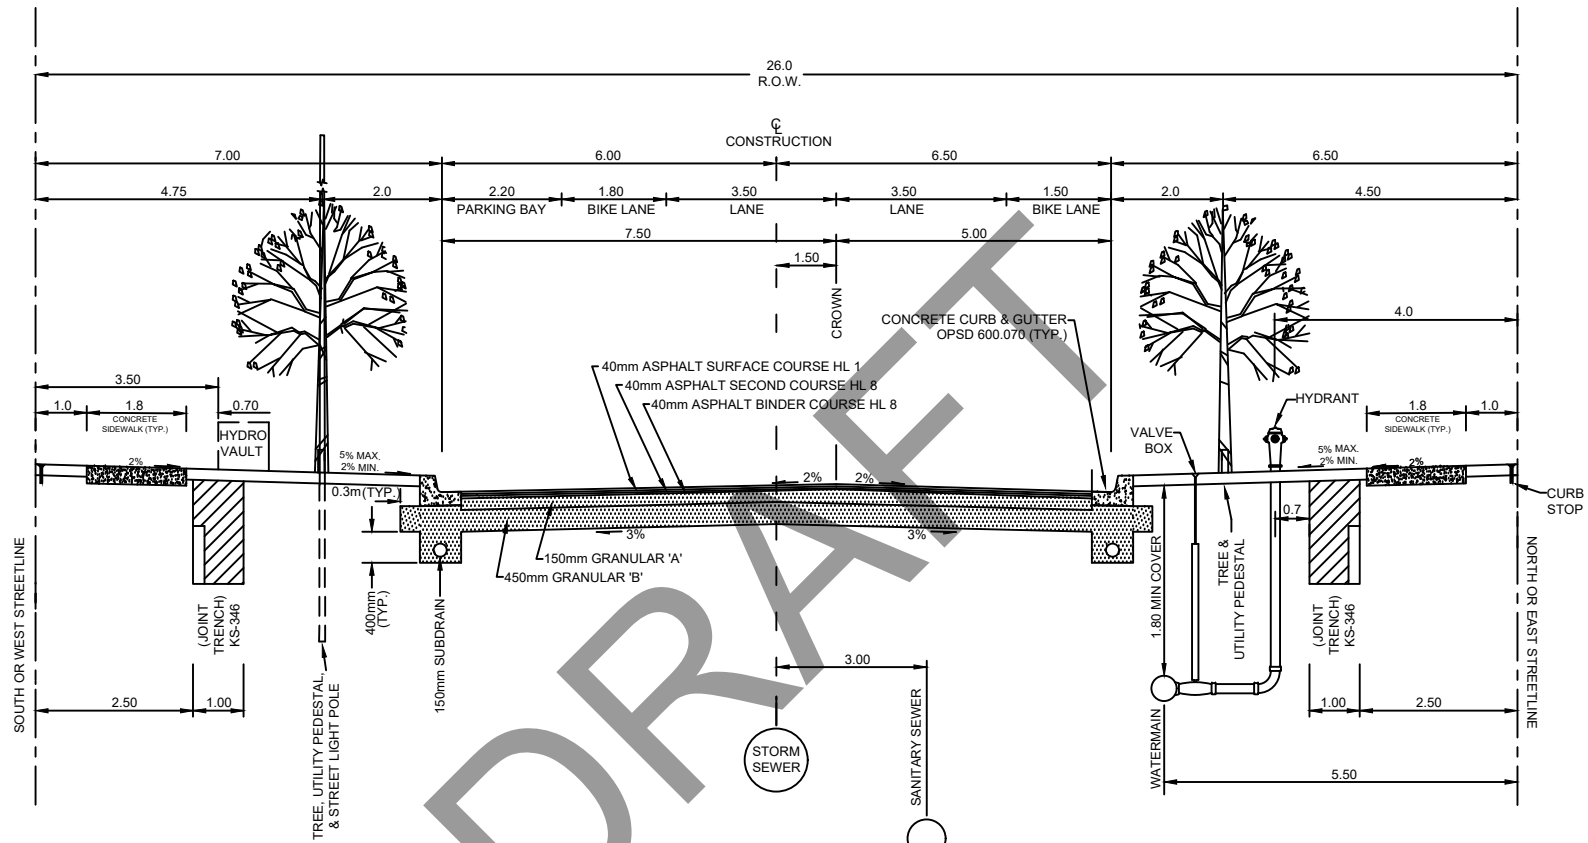 26.0
R.O.W.
℄
CONSTRUCTION
7.00
6.00
6.50
6.50
4.75
2.0
2.20
PARKING BAY
1.80
BIKE LANE
3.50
LANE
3.50
LANE
1.50
BIKE LANE
2.0
4.50
7.50
5.00
1.50
CROWN
CONCRETE CURB & GUTTER
OPSD 600.070 (TYP.)
4.0
40mm ASPHALT SURFACE COURSE HL 1
40mm ASPHALT SECOND COURSE HL 8
40mm ASPHALT BINDER COURSE HL 8
3.50
1.0
1.8
CONCRETE
SIDEWALK (TYP.)
0.70
HYDRO
VAULT
HYDRANT
VALVE
BOX
1.8
CONCRETE
SIDEWALK (TYP.)
1.0
2%
5% MAX.
2% MIN.
0.3m(TYP.)
2%
2%
5% MAX.
2% MIN.
2%
CURB
STOP
3%
3%
0.7
150mm GRANULAR 'A'
450mm GRANULAR 'B'
400mm
(TYP.)
150mm SUBDRAIN
(JOINT
TRENCH)
KS-346
SOUTH OR WEST STREETLINE
TREE, UTILITY PEDESTAL,
& STREET LIGHT POLE
2.50
1.00
3.00
STORM
SEWER
SANITARY SEWER
1.80 MIN COVER
WATERMAIN
TREE &
UTILITY PEDESTAL
(JOINT
TRENCH)
KS-346
NORTH OR EAST STREETLINE
1.00
2.50
5.50
DRAFT